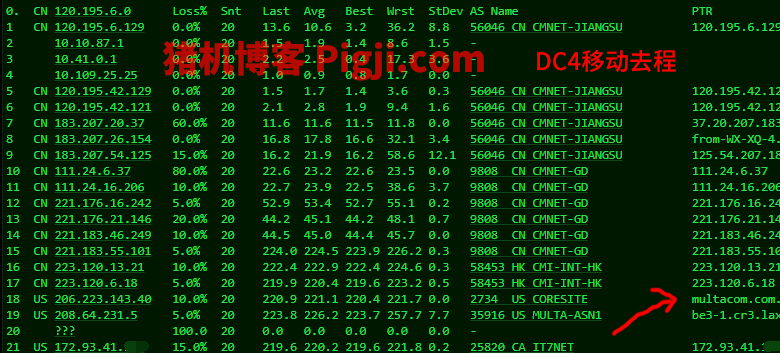 0. CN 120.195.6.0 Loss% Snt Last Avg Best Wrst StDev AS Name PTR
1 CN 120.195.6.129 0.0% 20 13.6 10.6 3.2 36.2 8.8 56046 CN CMNET-JIANGSU 120.195.6.129
2 10.10.87.1 0.0% 20 1.5 1.9 1.4 8.6 1.5 -
3 10.41.0.1 0.0% 20 2.2 2.5 0.4 17.3 3.6 -
4 10.109.25.25 0.0% 20 1.0 0.9 0.8 1.7 0.0 -
猪机博客 Pigji.com
DC4移动去程
5 CN 120.195.42.129 0.0% 20 1.5 1.7 1.4 3.6 0.3 56046 CN CMNET-JIANGSU 120.195.42.12
6 CN 120.195.42.121 0.0% 20 2.1 2.8 1.9 9.4 1.6 56046 CN CMNET-JIANGSU 120.195.42.12
7 CN 183.207.20.37 60.0% 20 11.6 11.6 11.5 11.8 0.0 56046 CN CMNET-JIANGSU 37.20.207.183
8 CN 183.207.26.154 0.0% 20 16.8 17.8 16.6 32.1 3.4 56046 CN CMNET-JIANGSU from-WX-XQ-4.
9 CN 183.207.54.125 15.0% 20 16.2 21.9 16.2 58.6 12.1 56046 CN CMNET-JIANGSU 125.54.207.18
10 CN 111.24.6.37 80.0% 20 22.6 23.2 22.6 23.5 0.0 9808 CN CMNET-GD 111.24.6.37
11 CN 111.24.16.206 10.0% 20 22.7 23.9 22.5 38.6 3.7 9808 CN CMNET-GD 111.24.16.206
12 CN 221.176.16.242 5.0% 20 52.9 53.4 52.7 55.1 0.2 9808 CN CMNET-GD 221.176.16.24
13 CN 221.176.21.146 20.0% 20 44.2 45.1 44.2 48.1 0.7 9808 CN CMNET-GD 221.176.21.14
14 CN 221.183.46.249 10.0% 20 44.5 45.0 44.4 45.7 0.0 9808 CN CMNET-GD 221.183.46.24
15 CN 221.183.55.101 5.0% 20 224.0 224.5 223.9 226.2 0.3 9808 CN CMNET-GD 221.183.55.10
16 CN 223.120.13.21 10.0% 20 222.4 222.9 222.4 224.6 0.3 58453 HK CMI-INT-HK 223.120.13.21
17 CN 223.120.6.18 5.0% 20 219.9 220.4 219.6 223.2 0.5 58453 HK CMI-INT-HK 223.120.6.18
18 US 206.223.143.40 10.0% 20 220.9 221.1 220.4 221.7 0.0 2734 US CORESITE multacom.com.
19 US 208.64.231.5 5.0% 20 223.8 226.2 223.7 257.7 7.7 35916 US MULTA-ASN1 be3-1.cr3.lax
20 ??? 100.0 20 0.0 0.0 0.0 0.0 0.0 -
21 US 172.93.41. 15.0% 20 219.6 220.2 219.6 221.8 0.2 25820 CA IT7NET 172.93.41.